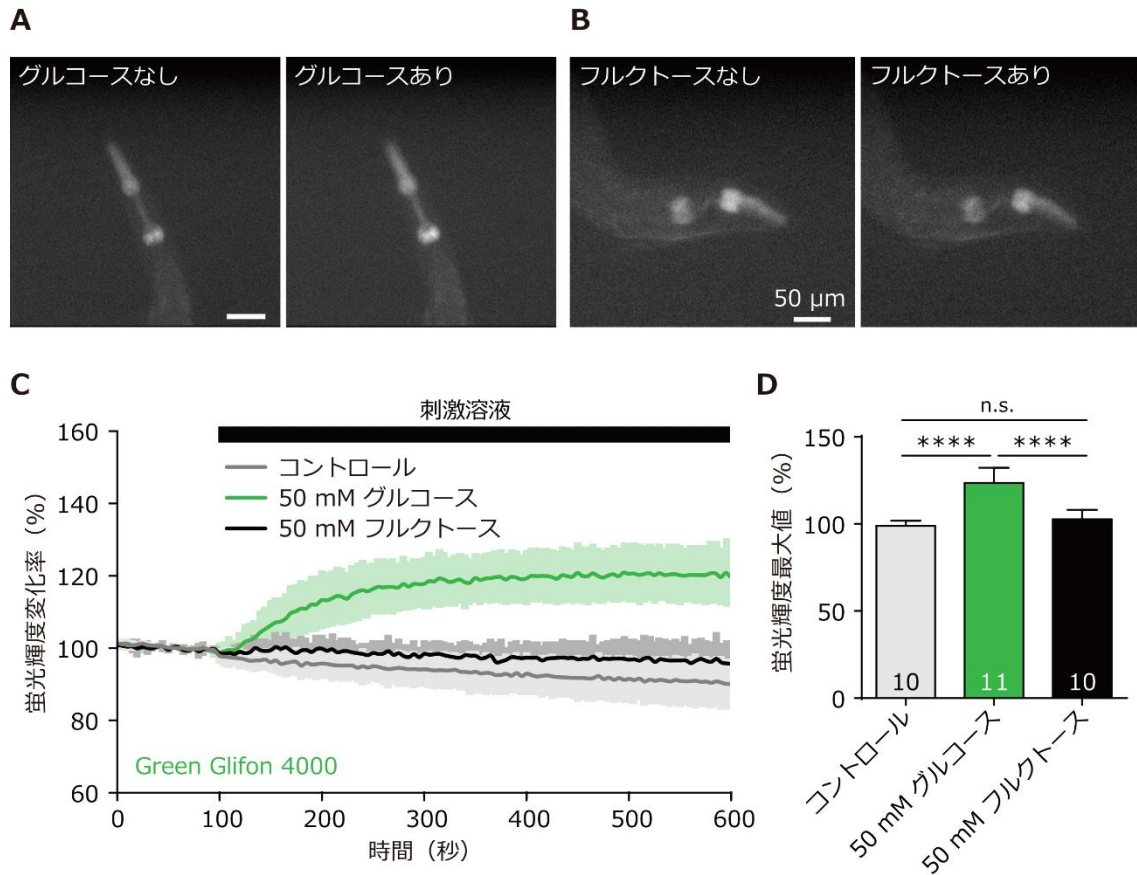 A
グルコースなし
グルコースあり
B
フルクトースなし
フルクトースあり
50 μm
C
刺激溶液
コントロール
50 mM グルコース
50 mM フルクトース
蛍光輝度変化率（%）
160
140
120
100
80
60
Green Glifon 4000
0 100 200 300 400 500 600
時間（秒）
D
n.s.
**** ****
蛍光輝度最大値（%）
150
100
50
0
10 11 10
コントロール
50 mM グルコース
50 mM フルクトース